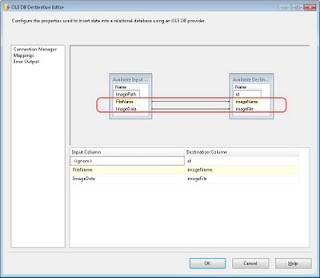 OLE DB Destination Editor
Configure the properties used to insert data into a relational database using an OLE DB provider.
Connection Manager
Mappings
Error Output
Available Input ...
Name
ImagePath
FileName
ImageData
Available Destin...
Name
id
imageName
imageFile
Input Column
Destination Column
<ignore>
id
FileName
imageName
ImageData
imageFile
OK
Cancel
Help